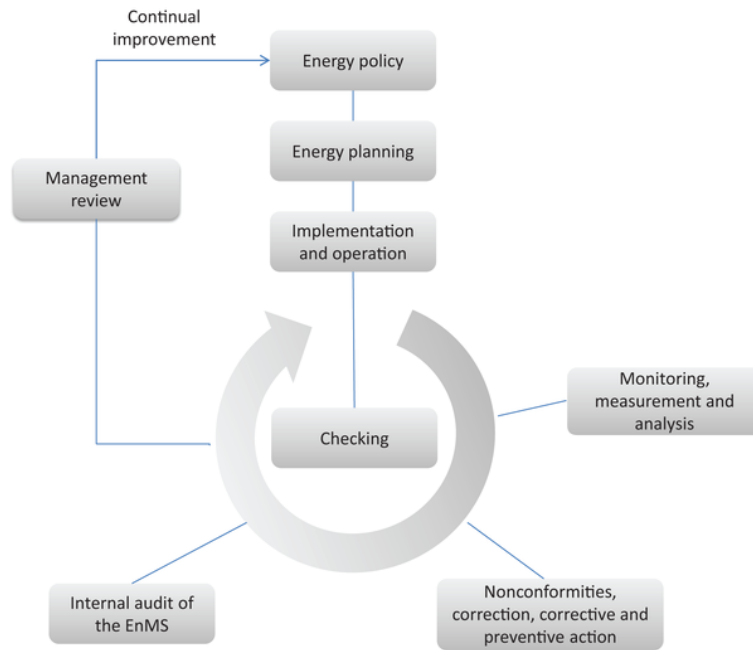 Continual
improvement
Energy policy
Energy planning
Management
review
Implementation
and operation
Monitoring,
measurement and
analysis
Checking
Internal audit of
the EnMS
Nonconformities,
correction, corrective and
preventive action